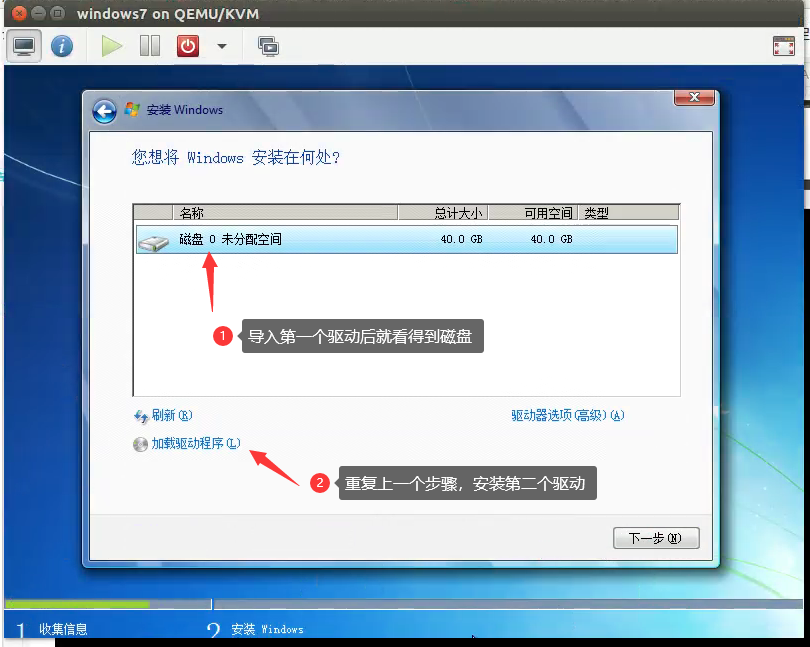 windows7 on QEMU/KVM
安装 Windows
您想将 Windows 安装在何处?
名称 总计大小 可用空间 类型
磁盘 0 未分配空间 40.0 GB 40.0 GB
1 导入第一个驱动后就看得到磁盘
刷新(R) 驱动器选项(高级)(A)
加载驱动程序(L)
2 重复上一个步骤，安装第二个驱动
下一步(N)
1 收集信息 2 安装 Windows